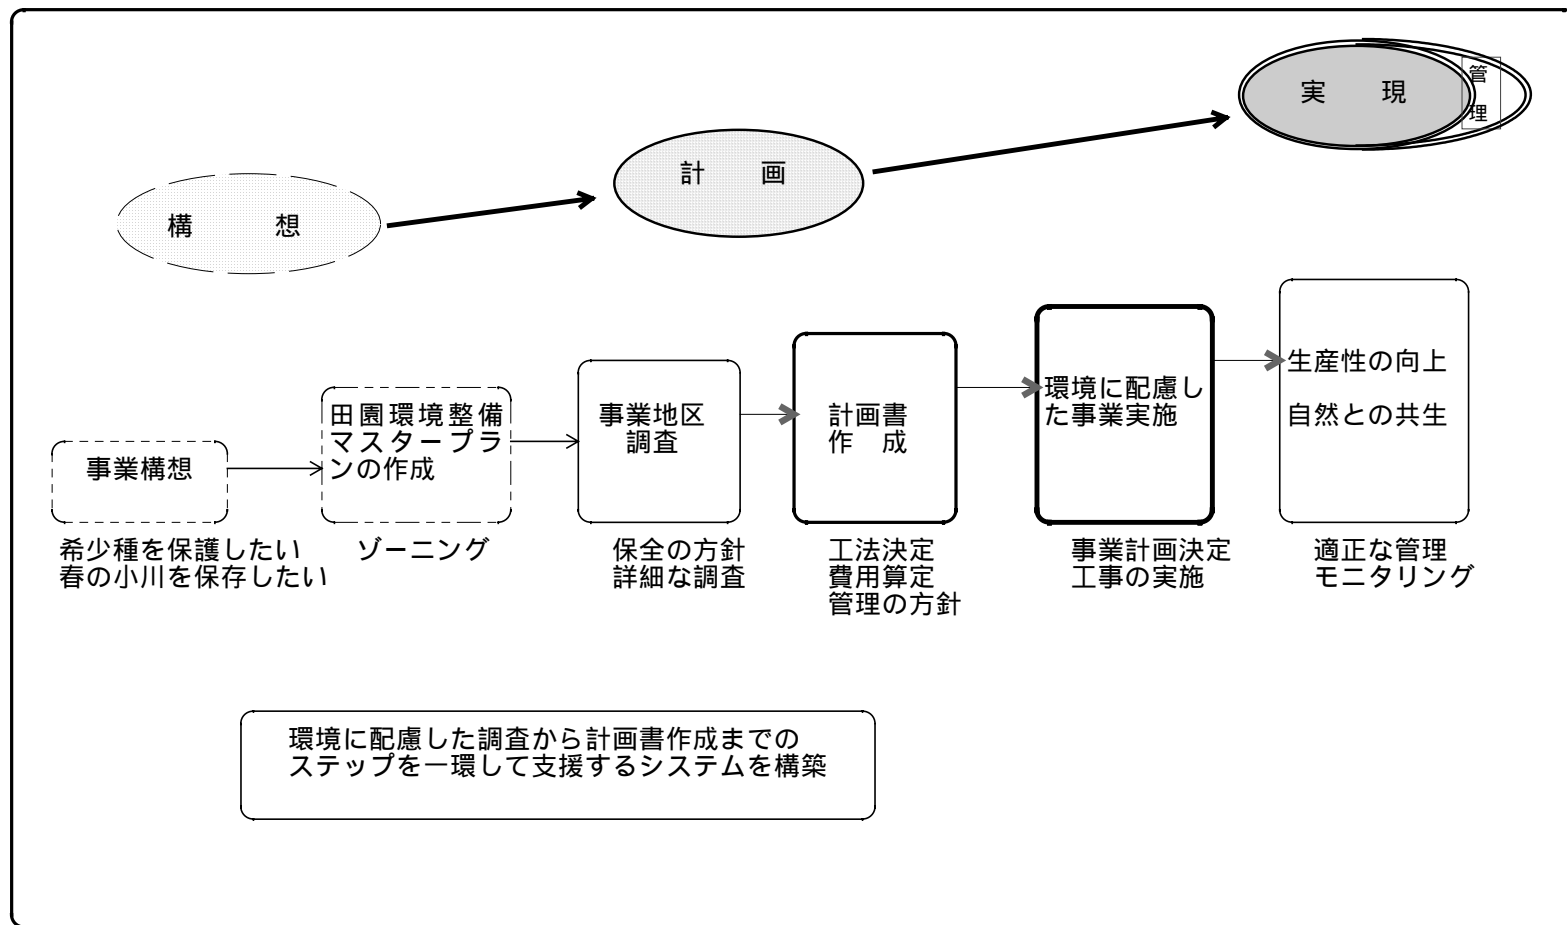 実　現
管
理
計　画
構　想
事業構想
田園環境整備
マスタープラ
ンの作成
事業地区
調査
計画書
作　成
環境に配慮し
た事業実施
生産性の向上
自然との共生
希少種を保護したい
春の小川を保存したい
ゾーニング
保全の方針
詳細な調査
工法決定
費用算定
管理の方針
事業計画決定
工事の実施
適正な管理
モニタリング
環境に配慮した調査から計画書作成までの
ステップを一環して支援するシステムを構築